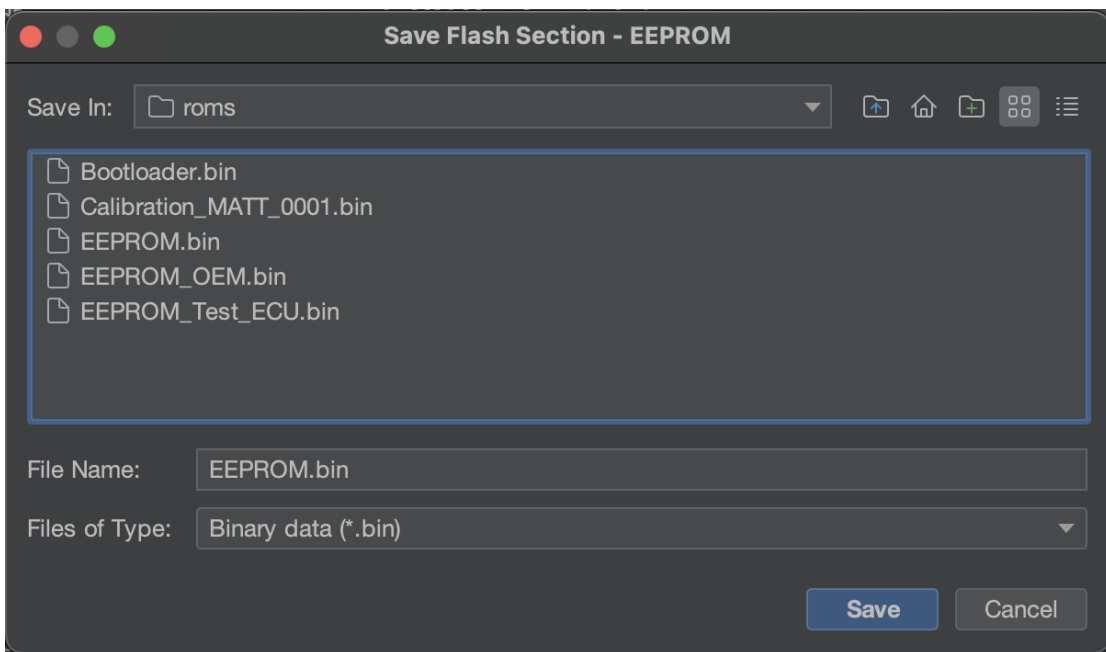 Save Flash Section - EEPROM
Save In: roms
Bootloader.bin
Calibration_MATT_0001.bin
EEPROM.bin
EEPROM_OEM.bin
EEPROM_Test_ECU.bin
File Name: EEPROM.bin
Files of Type: Binary data (*.bin)
Save Cancel